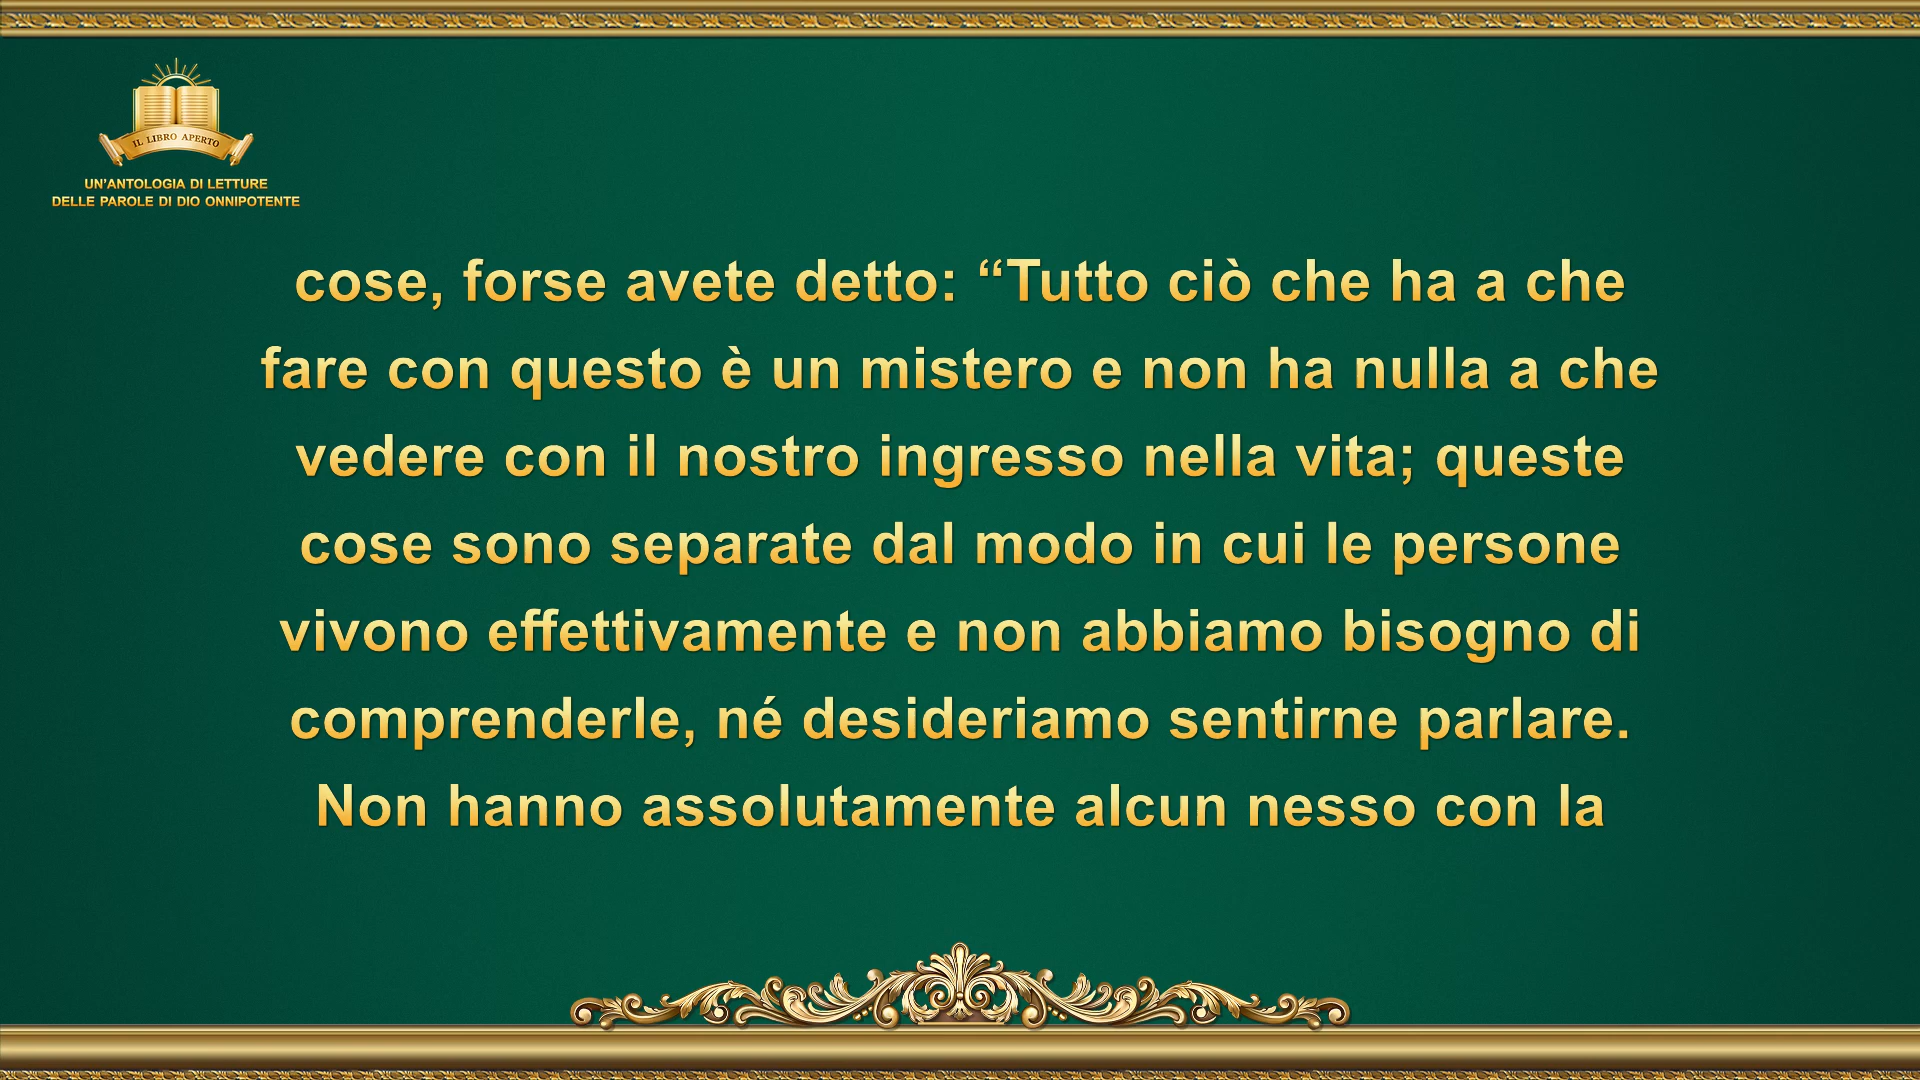 IL LIBRO APERTO
UN'ANTOLOGIA DI LETTURE
DELLE PAROLE DI DIO ONNIPOTENTE
cose, forse avete detto: “Tutto ciò che ha a che
fare con questo è un mistero e non ha nulla a che
vedere con il nostro ingresso nella vita; queste
cose sono separate dal modo in cui le persone
vivono effettivamente e non abbiamo bisogno di
comprenderle, né desideriamo sentirne parlare.
Non hanno assolutamente alcun nesso con la